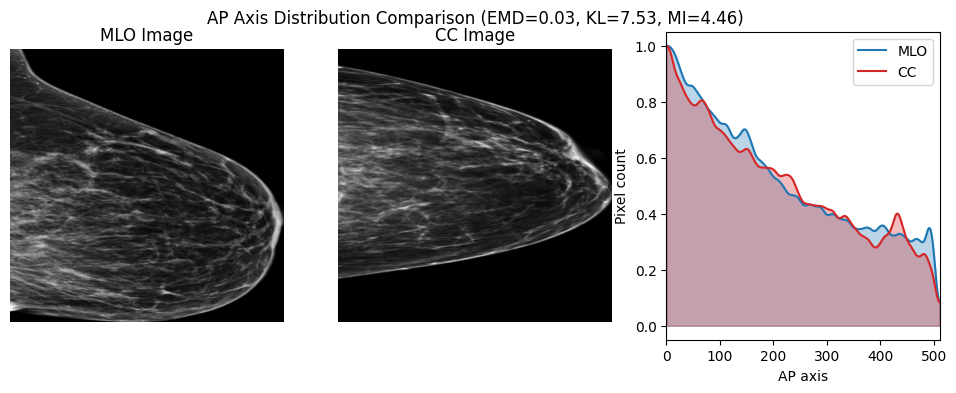 AP Axis Distribution Comparison (EMD=0.03, KL=7.53, MI=4.46)
MLO Image
CC Image
MLO
CC
1.0
0.8
0.6
0.4
0.2
0.0
Pixel count
0 100 200 300 400 500
AP axis